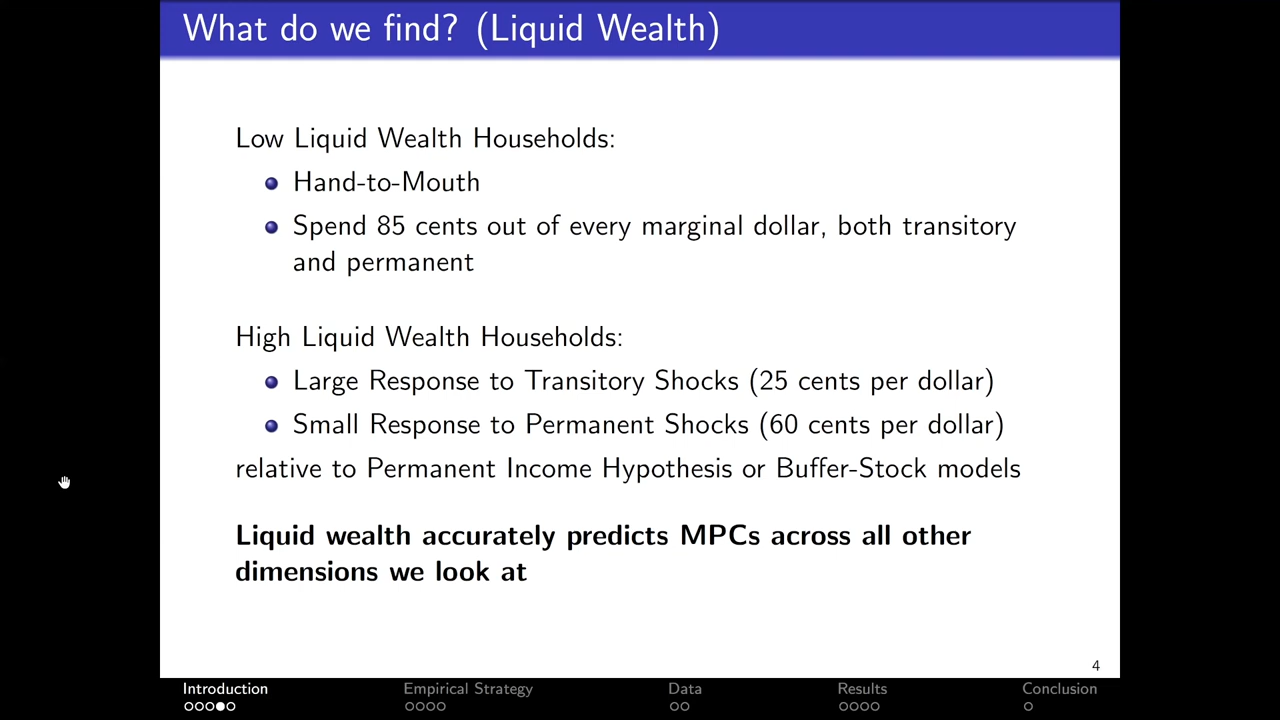 What do we find? (Liquid Wealth)
Low Liquid Wealth Households:
Hand-to-Mouth
Spend 85 cents out of every marginal dollar, both transitory
and permanent
High Liquid Wealth Households:
Large Response to Transitory Shocks (25 cents per dollar)
Small Response to Permanent Shocks (60 cents per dollar)
relative to Permanent Income Hypothesis or Buffer-Stock models
Liquid wealth accurately predicts MPCs across all other
dimensions we look at
4
Introduction Empirical Strategy Data Results Conclusion